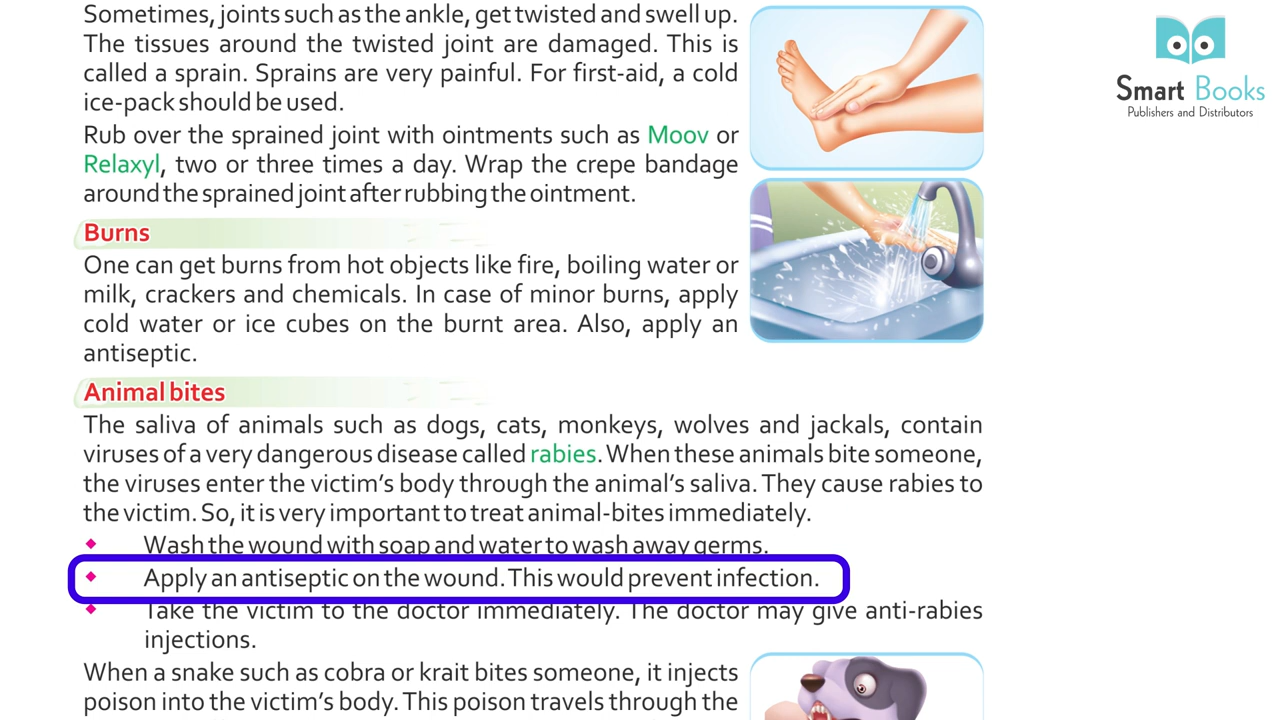 Sometimes, joints such as the ankle, get twisted and swell up.
The tissues around the twisted joint are damaged. This is
called a sprain. Sprains are very painful. For first-aid, a cold
ice-pack should be used.
Rub over the sprained joint with ointments such as Moov or
Relaxyl, two or three times a day. Wrap the crepe bandage
around the sprained joint after rubbing the ointment.
Burns
One can get burns from hot objects like fire, boiling water or
milk, crackers and chemicals. In case of minor burns, apply
cold water or ice cubes on the burnt area. Also, apply an
antiseptic.
Animal bites
The saliva of animals such as dogs, cats, monkeys, wolves and jackals, contain
viruses of a very dangerous disease called rabies. When these animals bite someone,
the viruses enter the victim's body through the animal's saliva. They cause rabies to
the victim. So, it is very important to treat animal-bites immediately.
Wash the wound with soap and water to wash away germs.
Apply an antiseptic on the wound. This would prevent infection.
Take the victim to the doctor immediately. The doctor may give anti-rabies
injections.
When a snake such as cobra or krait bites someone, it injects
poison into the victim's body. This poison travels through the
Smart Books
Publishers and Distributors